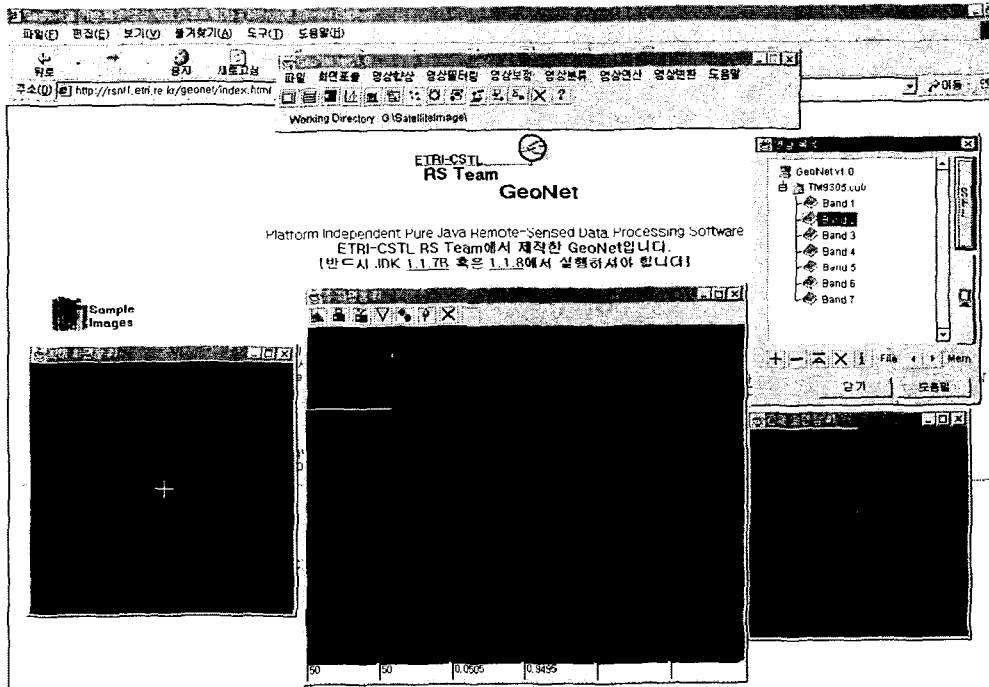 파일(F) 편집(E) 보기(V) 즐겨찾기(A) 도구(T) 도움말(H)
뒤로
중지
새로고침
주소(D) http://rsnt1.etri.re.kr/geonet/index.html
이동
파일 화면표출 영상향상 영상필터링 영상보정 영상분류 영상연산 영상변환 도움말
Working Directory: G:\SatelliteImage\
ETRI-CSTL
RS Team
GeoNet
Platform Independent Pure Java Remote-Sensed Data Processing Software
ETRI-CSTL RS Team에서 제작한 GeoNet입니다.
[반드시 JDK 1.1.7B 혹은 1.1.8에서 실행하셔야 합니다]
Sample
Images
GeoNet v1.0
TM9305.cub
Band 1
Band 3
Band 4
Band 5
Band 6
Band 7
File
Mem
닫기
도움말
50 50 0.0505 0.9495